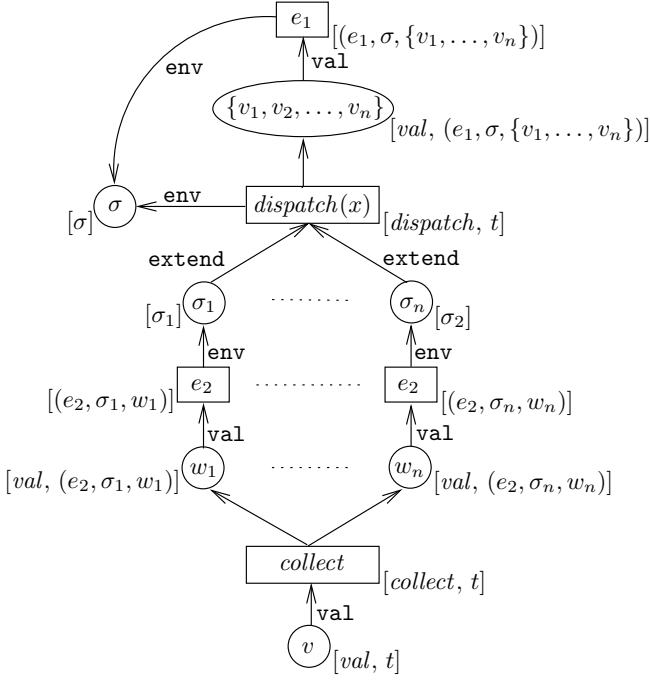 e₁
[(e₁, σ, {v₁, . . . , vₙ})]
env
val
{v₁, v₂, . . . , vₙ}
[val, (e₁, σ, {v₁, . . . , vₙ})]
σ
env
dispatch(x)
[σ]
[dispatch, t]
extend
extend
σ₁
. . . . . . . . .
σₙ
[σ₁]
[σ₂]
env
env
e₂
. . . . . . . . . . . . .
e₂
[(e₂, σ₁, w₁)]
[(e₂, σₙ, wₙ)]
val
val
w₁
. . . . . . . . .
wₙ
[val, (e₂, σ₁, w₁)]
[val, (e₂, σₙ, wₙ)]
collect
[collect, t]
val
v
[val, t]